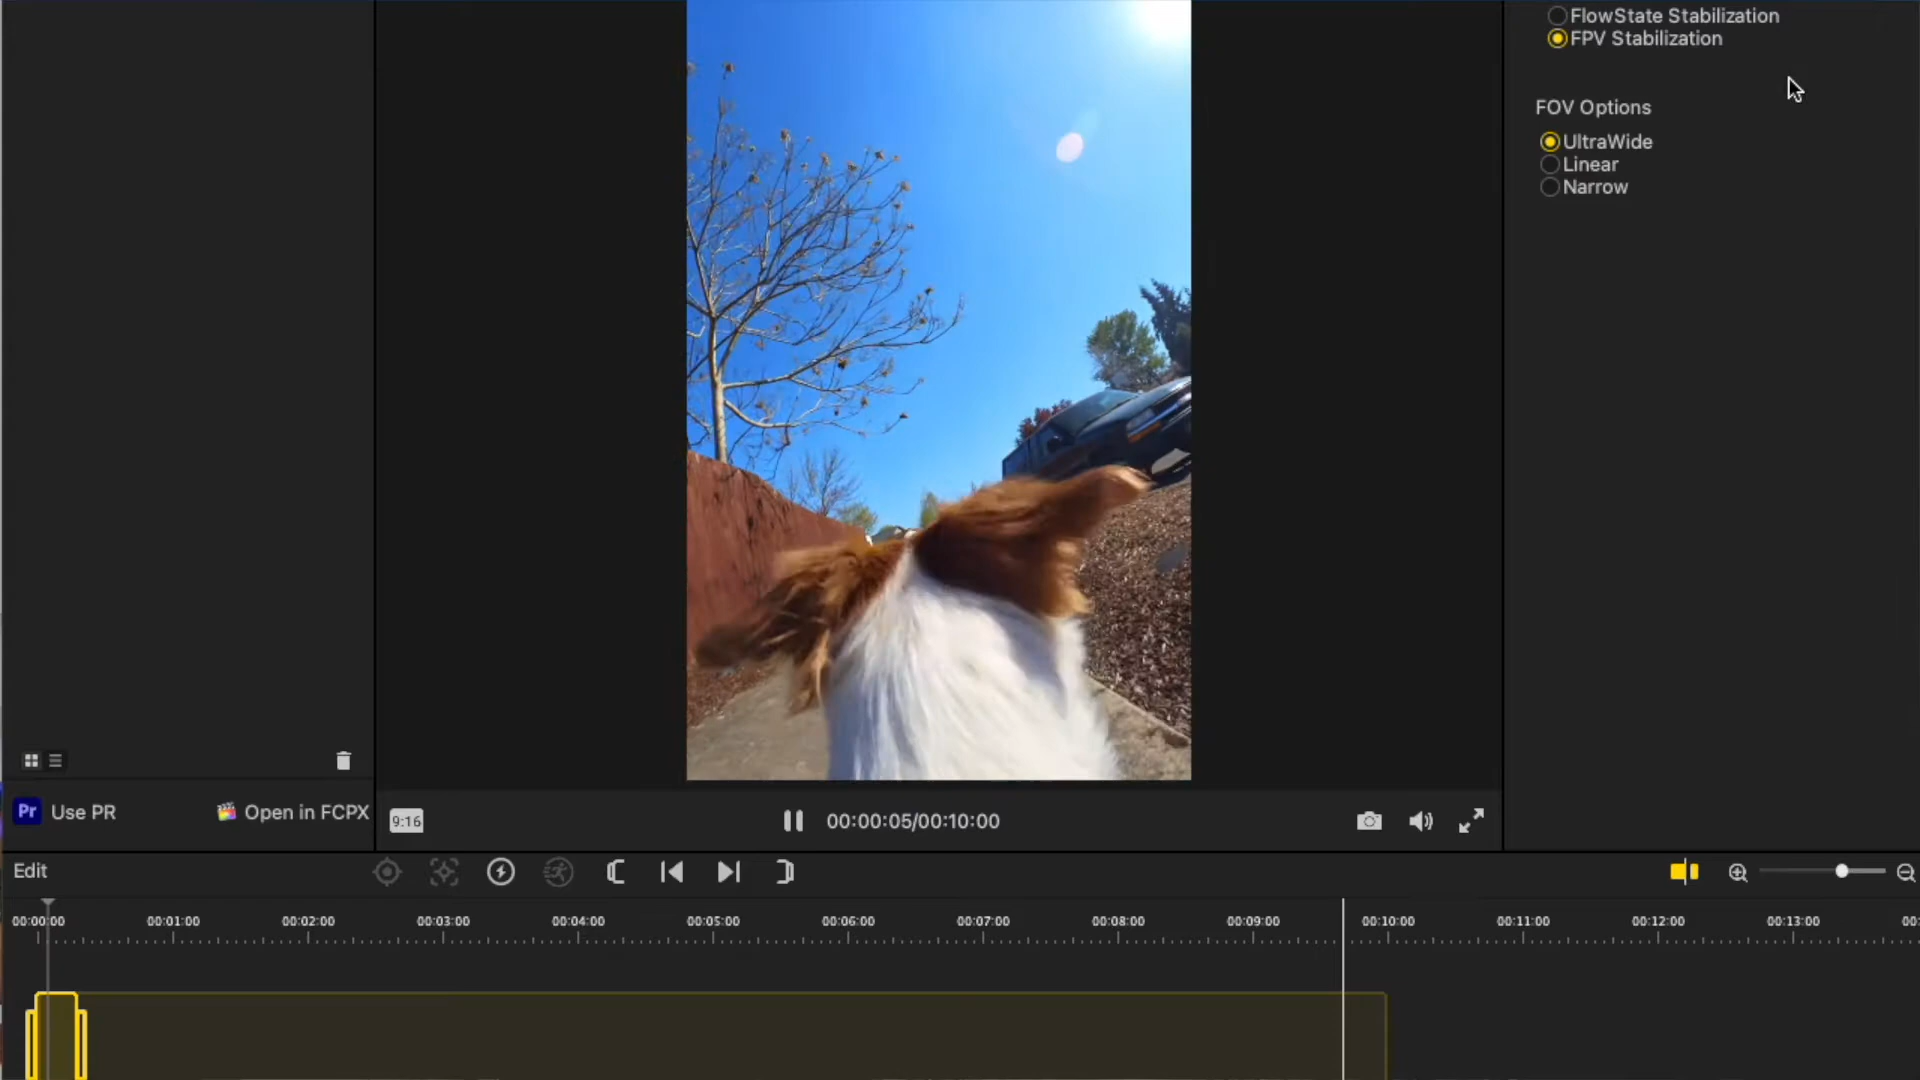 FlowState Stabilization
FPV Stabilization
FOV Options
UltraWide
Linear
Narrow
Pr Use PR
Open in FCPX
9:16
00:00:05/00:10:00
Edit
00:00:00 00:01:00 00:02:00 00:03:00 00:04:00 00:05:00 00:06:00 00:07:00 00:08:00 00:09:00 00:10:00 00:11:00 00:12:00 00:13:00